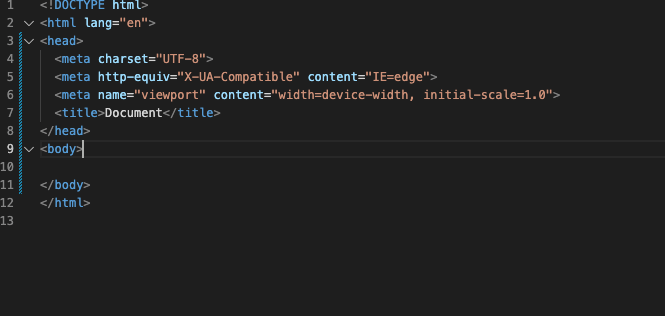 1 <!DOCTYPE html>
2 <html lang="en">
3 <head>
4 <meta charset="UTF-8">
5 <meta http-equiv="X-UA-Compatible" content="IE=edge">
6 <meta name="viewport" content="width=device-width, initial-scale=1.0">
7 <title>Document</title>
8 </head>
9 <body>
10
11 </body>
12 </html>
13